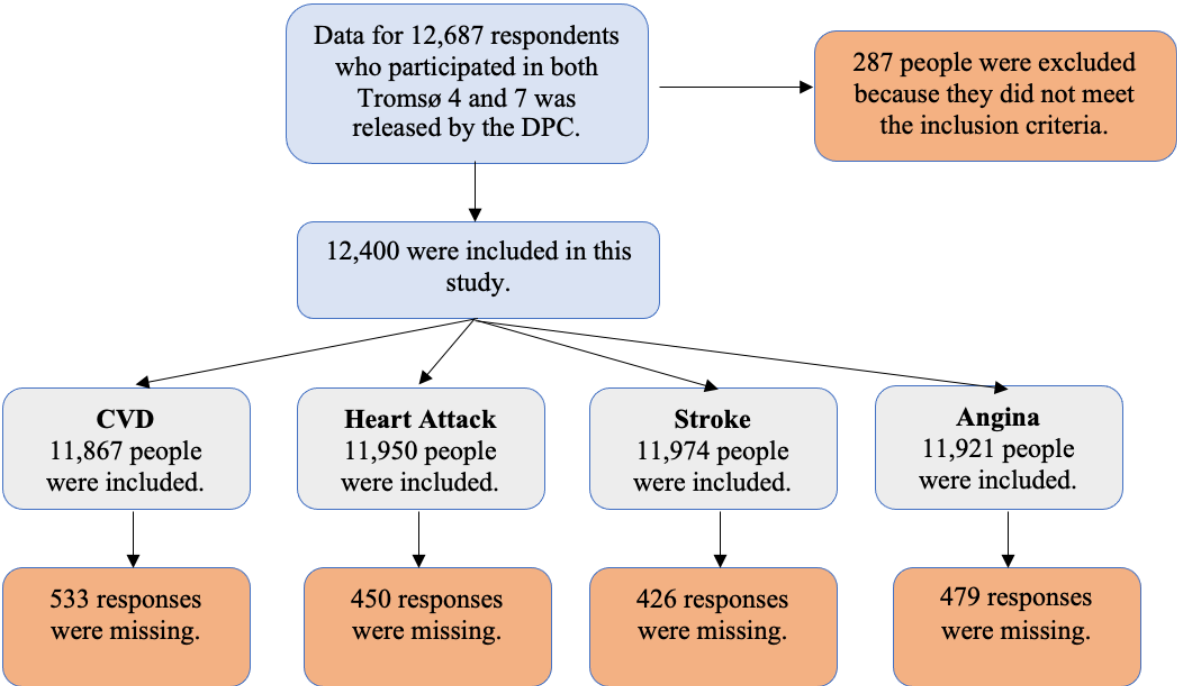 Data for 12,687 respondents
who participated in both
Tromsø 4 and 7 was
released by the DPC.
287 people were excluded
because they did not meet
the inclusion criteria.
12,400 were included in this
study.
CVD
11,867 people
were included.
Heart Attack
11,950 people
were included.
Stroke
11,974 people
were included.
Angina
11,921 people
were included.
533 responses
were missing.
450 responses
were missing.
426 responses
were missing.
479 responses
were missing.